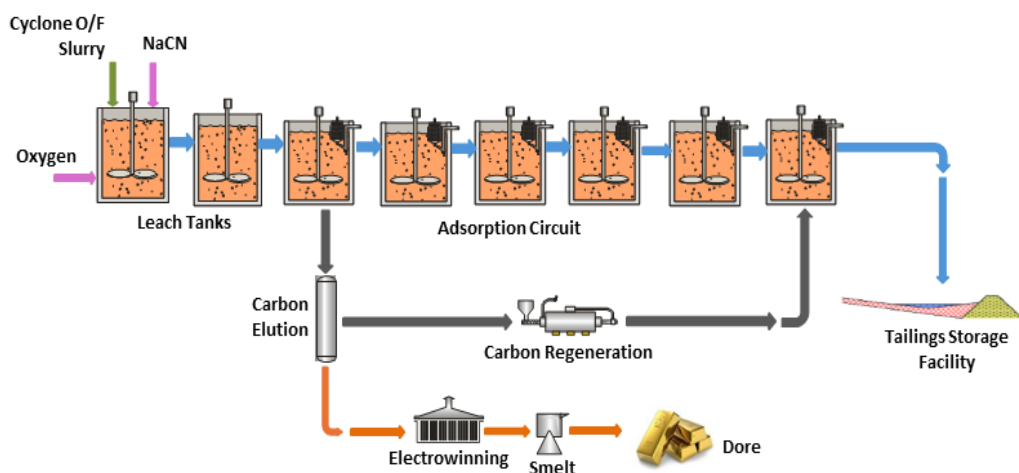 Cyclone O/F
Slurry
NaCN
Oxygen
Leach Tanks
Adsorption Circuit
Carbon
Elution
Carbon Regeneration
Tailings Storage
Facility
Electrowinning
Smelt
Dore